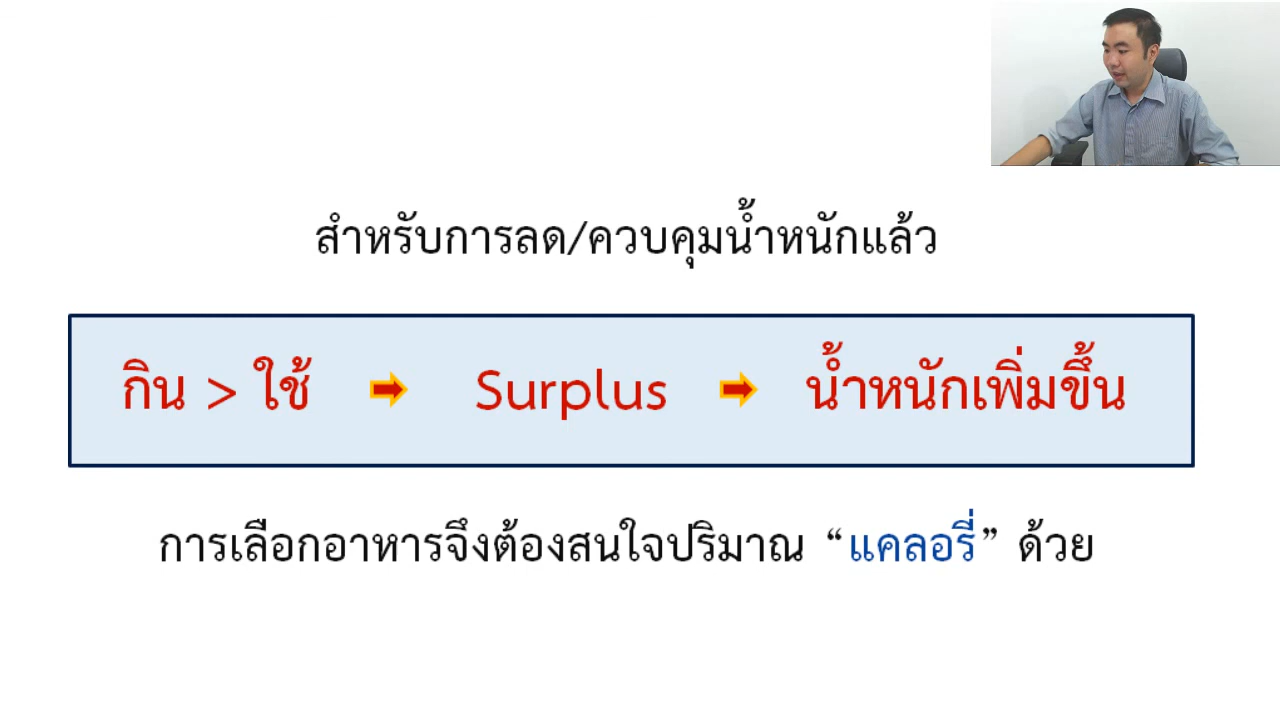 สำหรับการลด/ควบคุมน้ำหนักแล้ว
กิน > ใช้ ➡ Surplus ➡ น้ำหนักเพิ่มขึ้น
การเลือกอาหารจึงต้องสนใจปริมาณ “แคลอรี่” ด้วย